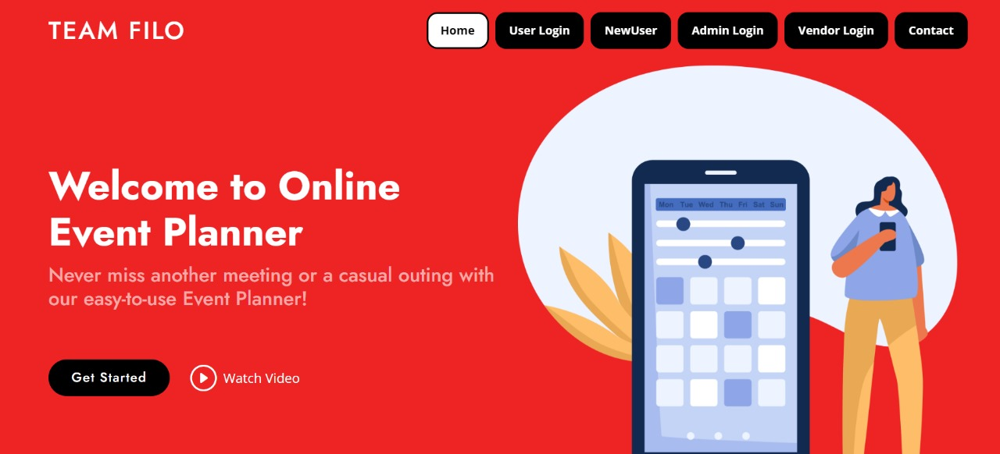 TEAM FILO
Home User Login NewUser Admin Login Vendor Login Contact
Welcome to Online
Event Planner
Never miss another meeting or a casual outing with
our easy-to-use Event Planner!
Get Started Watch Video
Mon Tue Wed Thu Fri Sat Sun